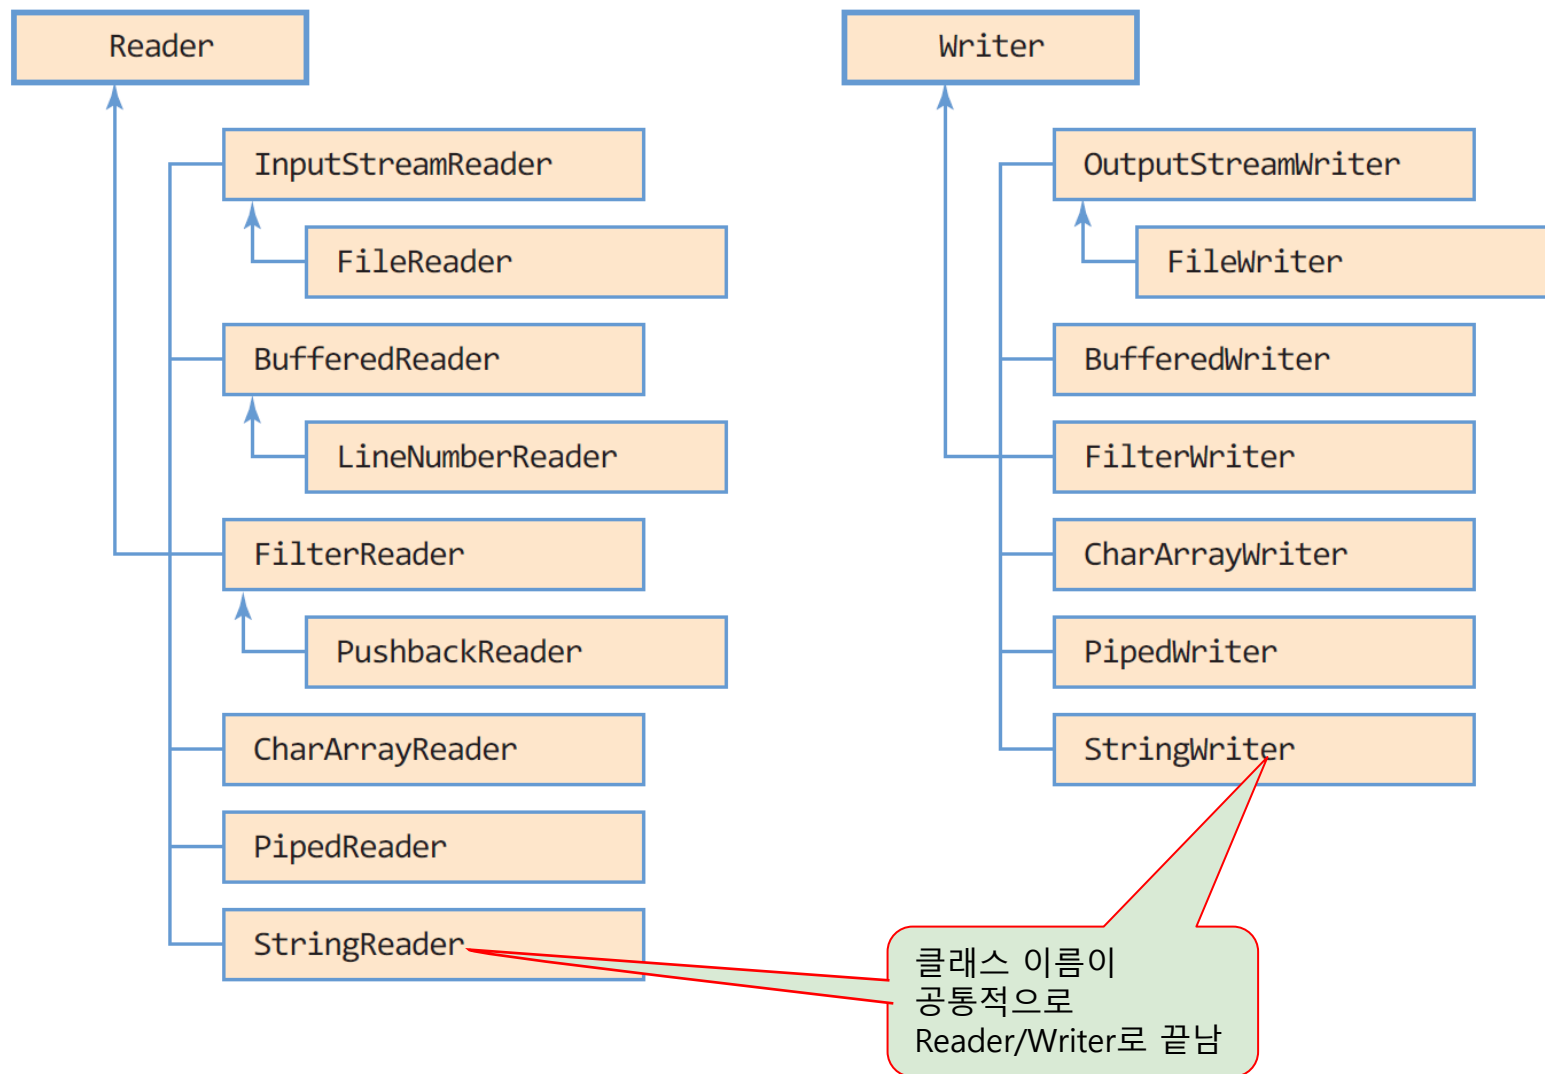 Reader
InputStreamReader
FileReader
BufferedReader
LineNumberReader
FilterReader
PushbackReader
CharArrayReader
PipedReader
StringReader
Writer
OutputStreamWriter
FileWriter
BufferedWriter
FilterWriter
CharArrayWriter
PipedWriter
StringWriter
클래스 이름이
공통적으로
Reader/Writer로 끝남